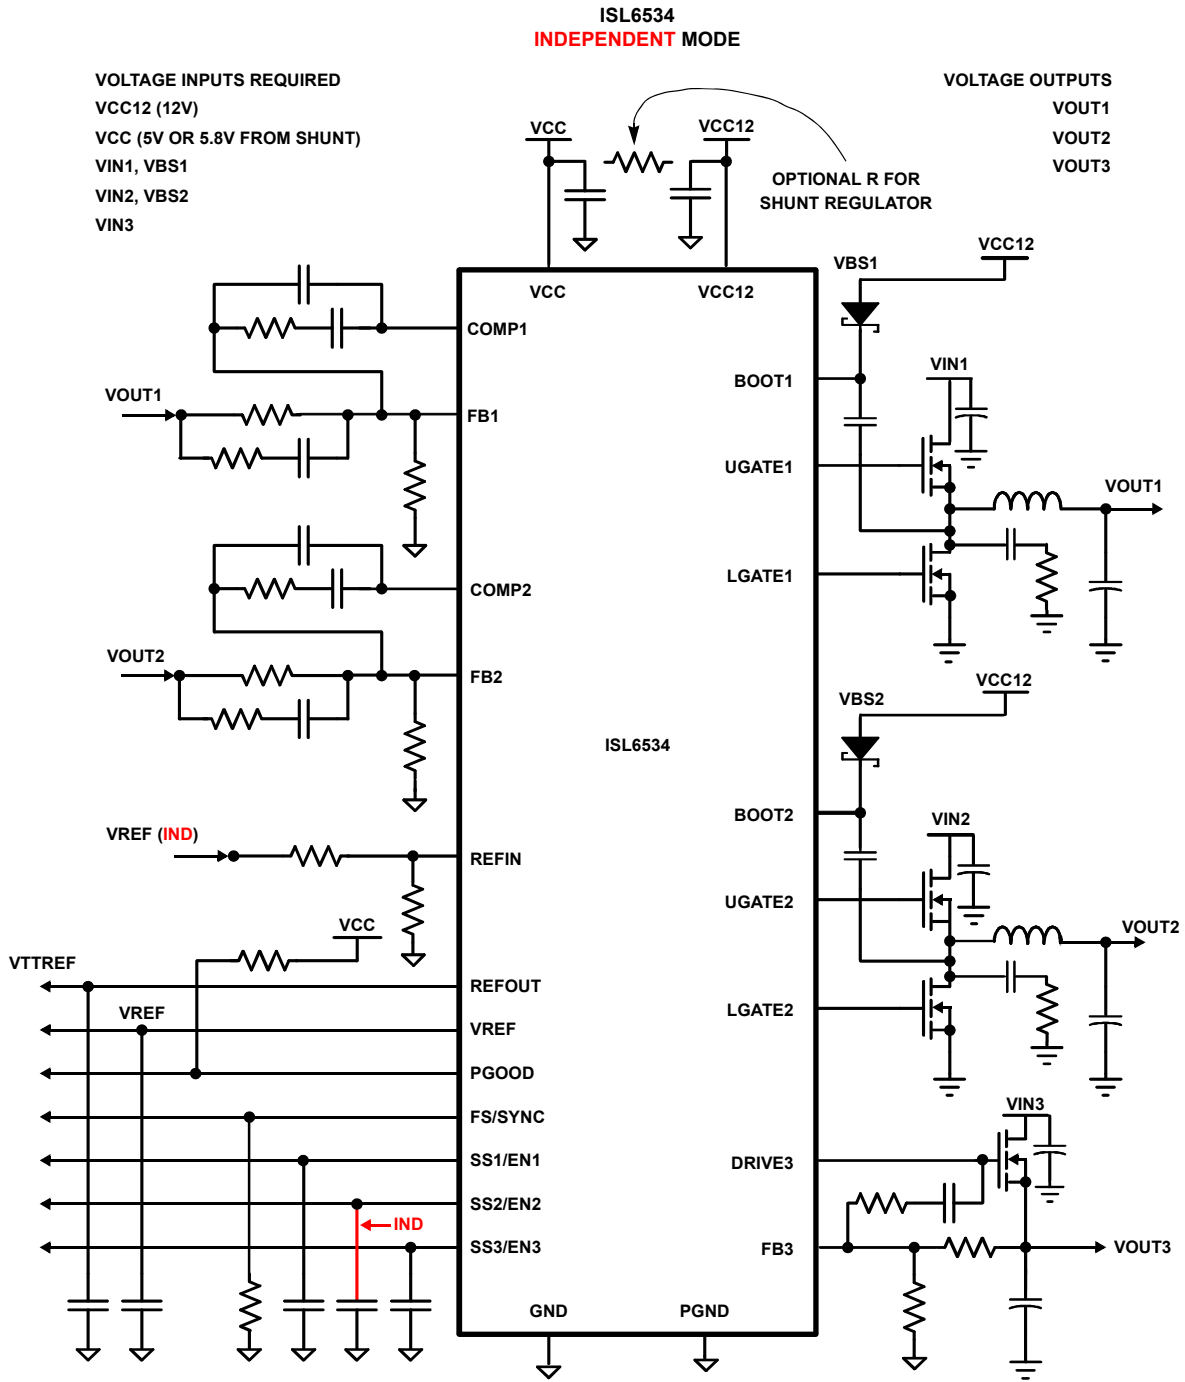 ISL6534
INDEPENDENT MODE
VOLTAGE INPUTS REQUIRED
VCC12 (12V)
VCC (5V OR 5.8V FROM SHUNT)
VIN1, VBS1
VIN2, VBS2
VIN3
VOLTAGE OUTPUTS
VOUT1
VOUT2
VOUT3
VCC
VCC12
OPTIONAL R FOR
SHUNT REGULATOR
VCC
VCC12
COMP1
VOUT1
FB1
COMP2
VOUT2
FB2
VREF (IND)
REFIN
VCC
VTTREF
REFOUT
VREF
VREF
PGOOD
FS/SYNC
SS1/EN1
SS2/EN2
IND
SS3/EN3
GND
PGND
ISL6534
VBS1
VCC12
BOOT1
VIN1
UGATE1
VOUT1
LGATE1
VBS2
VCC12
BOOT2
VIN2
UGATE2
VOUT2
LGATE2
VIN3
DRIVE3
FB3
VOUT3